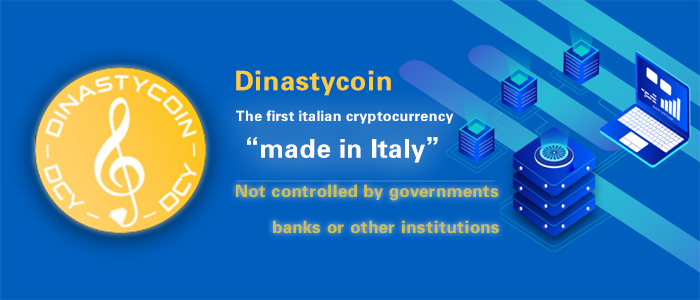 DINASTYCOIN
DCY
DCY
Dinastycoin
The first italian cryptocurrency
“made in Italy”
Not controlled by governments
banks or other institutions